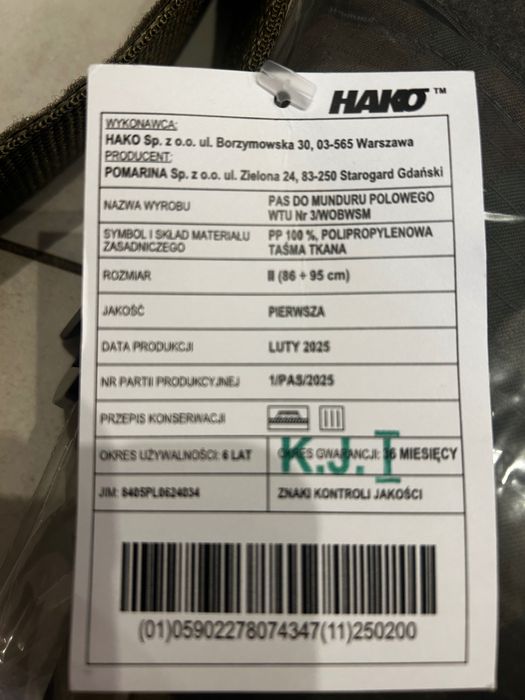 HAKO™
WYKONAWCA:
HAKO Sp. z o.o. ul. Borzymowska 30, 03-565 Warszawa
PRODUCENT:
POMARINA Sp. z o.o. ul. Zielona 24, 83-250 Starogard Gdański
NAZWA WYROBU
PAS DO MUNDURU POLOWEGO
WTU Nr 3/WOBWSM
SYMBOL I SKŁAD MATERIAŁU
ZASADNICZEGO
PP 100 %, POLIPROPYLENOWA
TAŚMA TKANA
ROZMIAR
II (86 ÷ 95 cm)
JAKOŚĆ
PIERWSZA
DATA PRODUKCJI
LUTY 2025
NR PARTII PRODUKCYJNEJ
1/PAS/2025
PRZEPIS KONSERWACJI
OKRES UŻYWALNOŚCI: 6 LAT
OKRES GWARANCJI: 36 MIESIĘCY
K.J.I
JIM: 8405PL0624034
ZNAKI KONTROLI JAKOŚCI
(01)05902278074347(11)250200